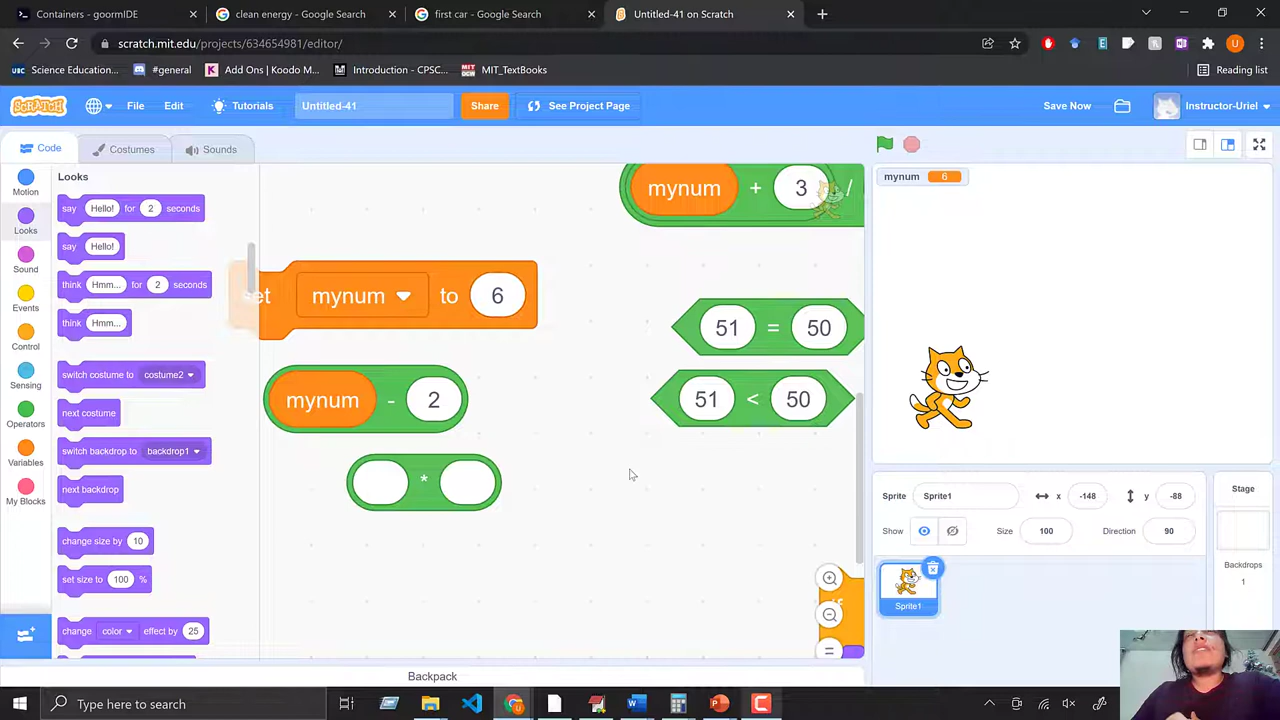 Containers - goormIDE
clean energy - Google Search
first car - Google Search
Untitled-41 on Scratch
scratch.mit.edu/projects/634654981/editor/
Science Education...
#general
Add Ons | Koodo M...
Introduction - CPSC...
MIT_TextBooks
Reading list
SCRATCH
File
Edit
Tutorials
Untitled-41
Share
See Project Page
Save Now
Instructor-Uriel
Code
Costumes
Sounds
Motion
Looks
Sound
Events
Control
Sensing
Operators
Variables
My Blocks
Looks
say Hello! for 2 seconds
say Hello!
think Hmm... for 2 seconds
think Hmm...
switch costume to costume2
next costume
switch backdrop to backdrop1
next backdrop
change size by 10
set size to 100 %
change color effect by 25
mynum + 3 /
set mynum to 6
51 = 50
mynum - 2
51 < 50
*
if
Backpack
mynum 6
Sprite Sprite1
x -148
y -88
Show
Size 100
Direction 90
Sprite1
Stage
Backdrops
1
Type here to search